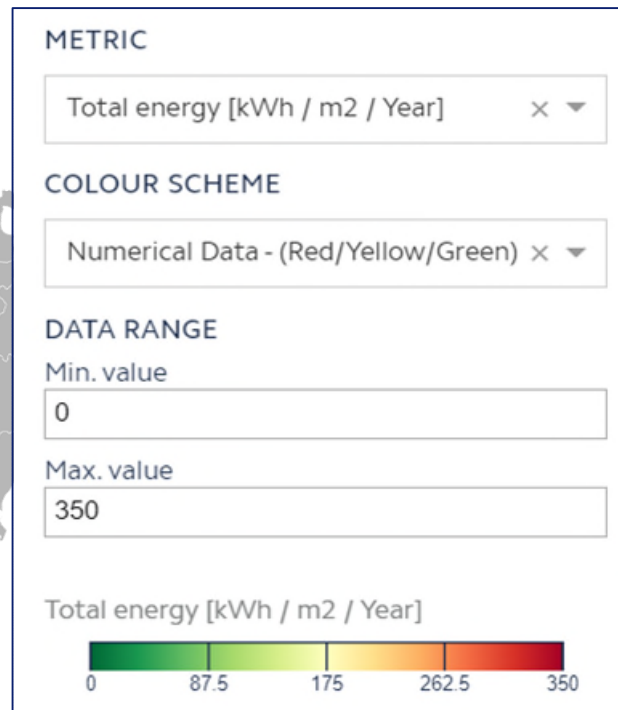 METRIC
Total energy [kWh / m2 / Year]
COLOUR SCHEME
Numerical Data - (Red/Yellow/Green)
DATA RANGE
Min. value
0
Max. value
350
Total energy [kWh / m2 / Year]
0 87.5 175 262.5 350